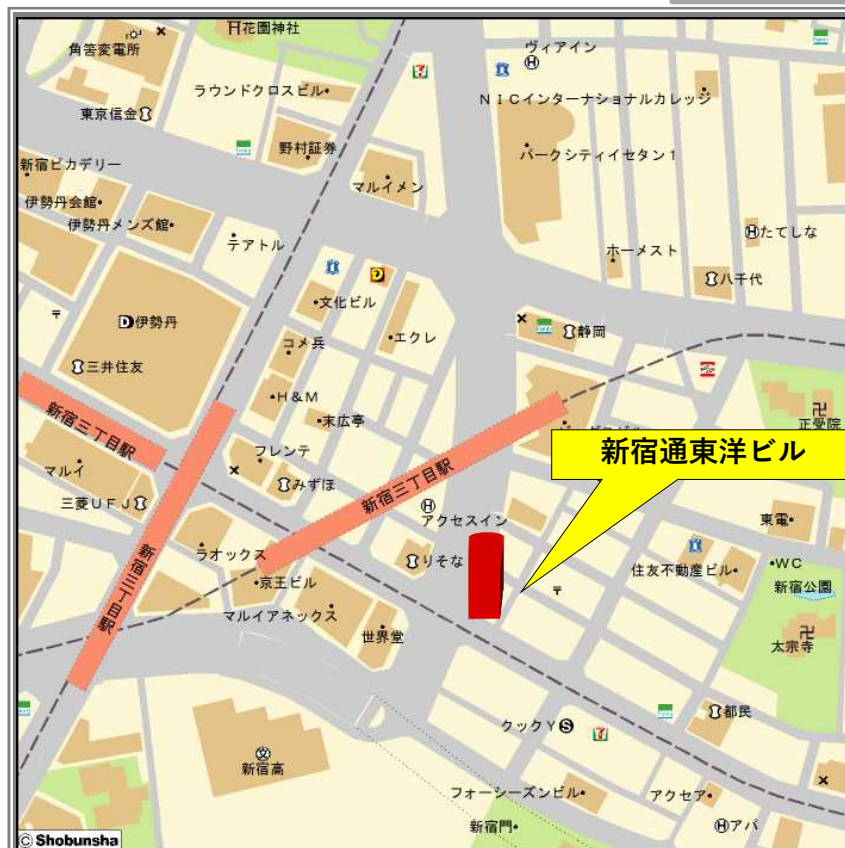 花園神社
角筈変電所
ヴィアイン
ラウンドクロスビル
NICインターナショナルカレッジ
東京信金
野村証券
パークシティイセタン1
新宿ピカデリー
マルイメン
伊勢丹会館
伊勢丹メンズ館
たてしな
テアトル
ホーメスト
八千代
文化ビル
伊勢丹
エクレ
静岡
コメ兵
三井住友
H&M
末広亭
正受院
新宿三丁目駅
フレンテ
新宿通東洋ビル
マルイ
みずほ
新宿三丁目駅
三菱UFJ
アクセスイン
東電
新宿三丁目駅
ラオックス
りそな
住友不動産ビル
WC
京王ビル
新宿公園
マルイアネックス
世界堂
太宗寺
都民
クックY
新宿高
フォーシーズンビル
アクセア
新宿門
アパ
© Shobunsha